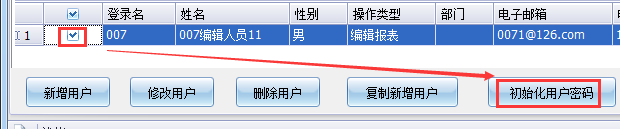 登录名 姓名 性别 操作类型 部门 电子邮箱
1 007 007编辑人员11 男 编辑报表 0071@126.com
新增用户 修改用户 删除用户 复制新增用户 初始化用户密码